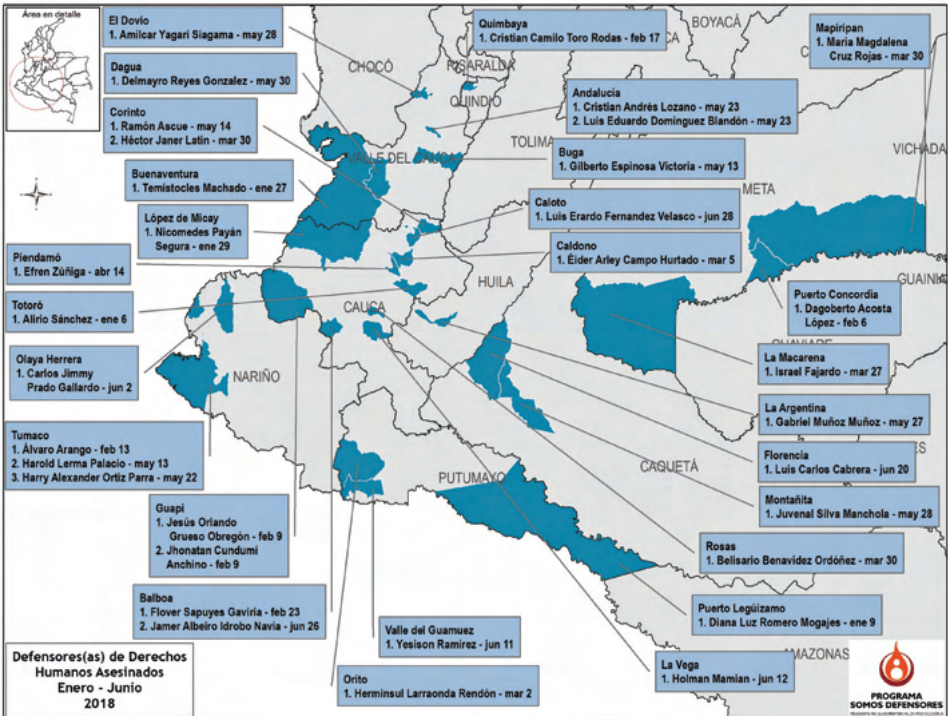 Área en detalle
El Dovio
1. Amilcar Yagari Siagama - may 28
Quimbaya
1. Cristian Camilo Toro Rodas - feb 17
BOYACÁ
Mapiripan
1. Maria Magdalena
Cruz Rojas - mar 30
Dagua
1. Delmayro Reyes Gonzalez - may 30
CHOCÓ
RISARALDA
QUINDIO
Andalucia
1. Cristian Andrés Lozano - may 23
2. Luis Eduardo Dominguez Blandón - may 23
Corinto
1. Ramón Ascue - may 14
2. Héctor Janer Latín - mar 30
TOLIMA
VICHADA
VALLE DEL CAUCA
Buga
1. Gilberto Espinosa Victoria - may 13
META
Buenaventura
1. Temistocles Machado - ene 27
Caloto
1. Luis Erardo Fernandez Velasco - jun 28
López de Micay
1. Nicomedes Payán
Segura - ene 29
Caldono
1. Éider Arley Campo Hurtado - mar 5
Piendamó
1. Efren Zúñiga - abr 14
HUILA
GUAINIA
Puerto Concordia
1. Dagoberto Acosta
López - feb 6
Totoró
1. Alirio Sánchez - ene 6
CAUCA
GUAVIARE
La Macarena
1. Israel Fajardo - mar 27
Olaya Herrera
1. Carlos Jimmy
Prado Gallardo - jun 2
NARIÑO
La Argentina
1. Gabriel Muñoz Muñoz - may 27
Tumaco
1. Álvaro Arango - feb 13
2. Harold Lerma Palacio - may 13
3. Harry Alexander Ortiz Parra - may 22
Florencia
1. Luis Carlos Cabrera - jun 20
CAQUETÁ
PUTUMAYO
Montañita
1. Juvenal Silva Manchola - may 28
Guapi
1. Jesús Orlando
Grueso Obregón - feb 9
2. Jhonatan Cundumí
Anchino - feb 9
Rosas
1. Belisario Benavidez Ordóñez - mar 30
Balboa
1. Flover Sapuyes Gaviria - feb 23
2. Jamer Albeiro Idrobo Navia - jun 26
Puerto Legüizamo
1. Diana Luz Romero Mogajes - ene 9
Valle del Guamuez
1. Yesison Ramirez - jun 11
AMAZONAS
La Vega
1. Holman Mamian - jun 12
Orito
1. Herminsul Larraonda Rendón - mar 2
Defensores(as) de Derechos
Humanos Asesinados
Enero - Junio
2018
PROGRAMA
SOMOS DEFENSORES